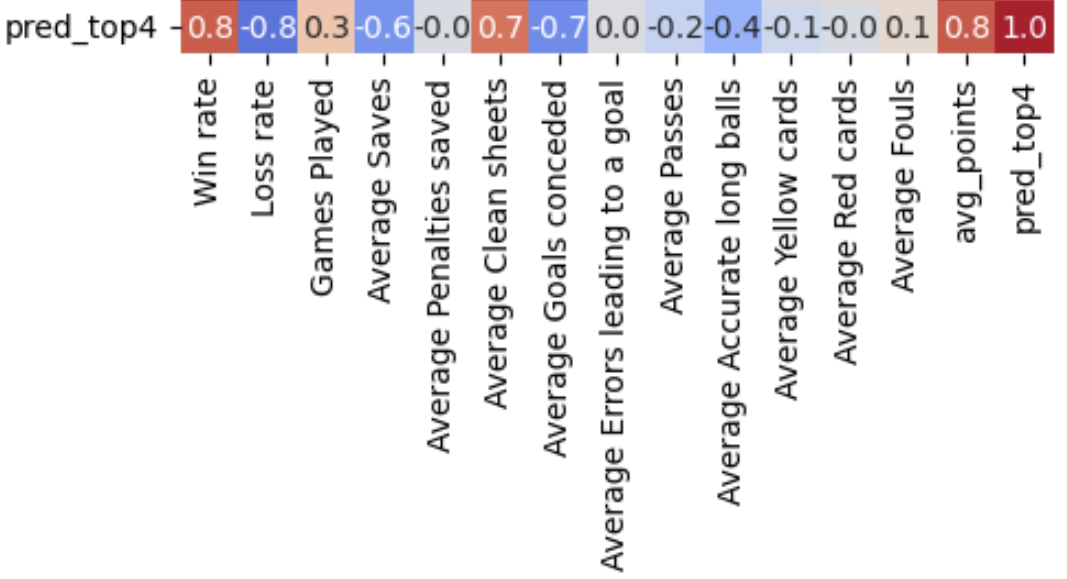 pred_top4 0.8 -0.8 0.3 -0.6 -0.0 0.7 -0.7 0.0 -0.2 -0.4 -0.1 -0.0 0.1 0.8 1.0
Win rate
Loss rate
Games Played
Average Saves
Average Penalties saved
Average Clean sheets
Average Goals conceded
Average Errors leading to a goal
Average Passes
Average Accurate long balls
Average Yellow cards
Average Red cards
Average Fouls
avg_points
pred_top4